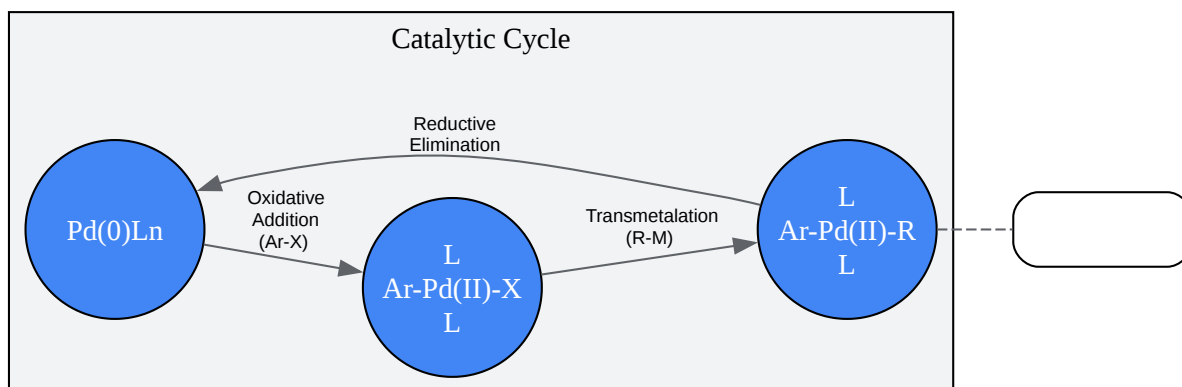 Catalytic Cycle
Reductive
Elimination
Oxidative
Addition
(Ar-X)
Transmetalation
(R-M)
Pd(0)Ln
L
Ar-Pd(II)-X
L
L
Ar-Pd(II)-R
L